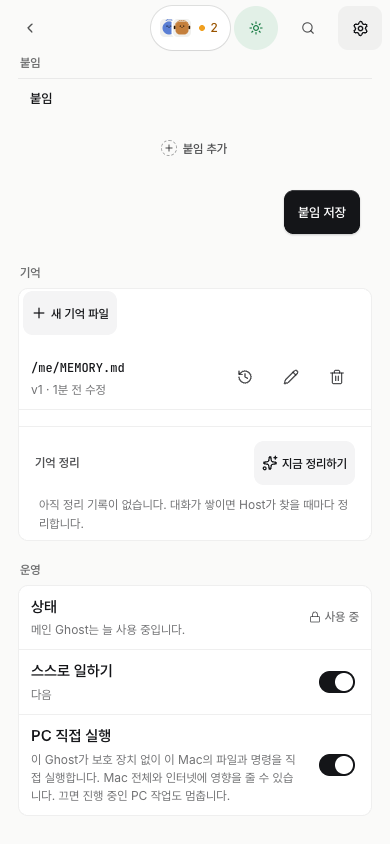 2
붙임
붙임
붙임 추가
붙임 저장
기억
새 기억 파일
/me/MEMORY.md
v1 · 1분 전 수정
기억 정리
지금 정리하기
아직 정리 기록이 없습니다. 대화가 쌓이면 Host가 찾을 때마다 정
리합니다.
운영
상태
메인 Ghost는 늘 사용 중입니다.
사용 중
스스로 일하기
다음
PC 직접 실행
이 Ghost가 보호 장치 없이 이 Mac의 파일과 명령을 직
접 실행합니다. Mac 전체와 인터넷에 영향을 줄 수 있습
니다. 끄면 진행 중인 PC 작업도 멈춥니다.